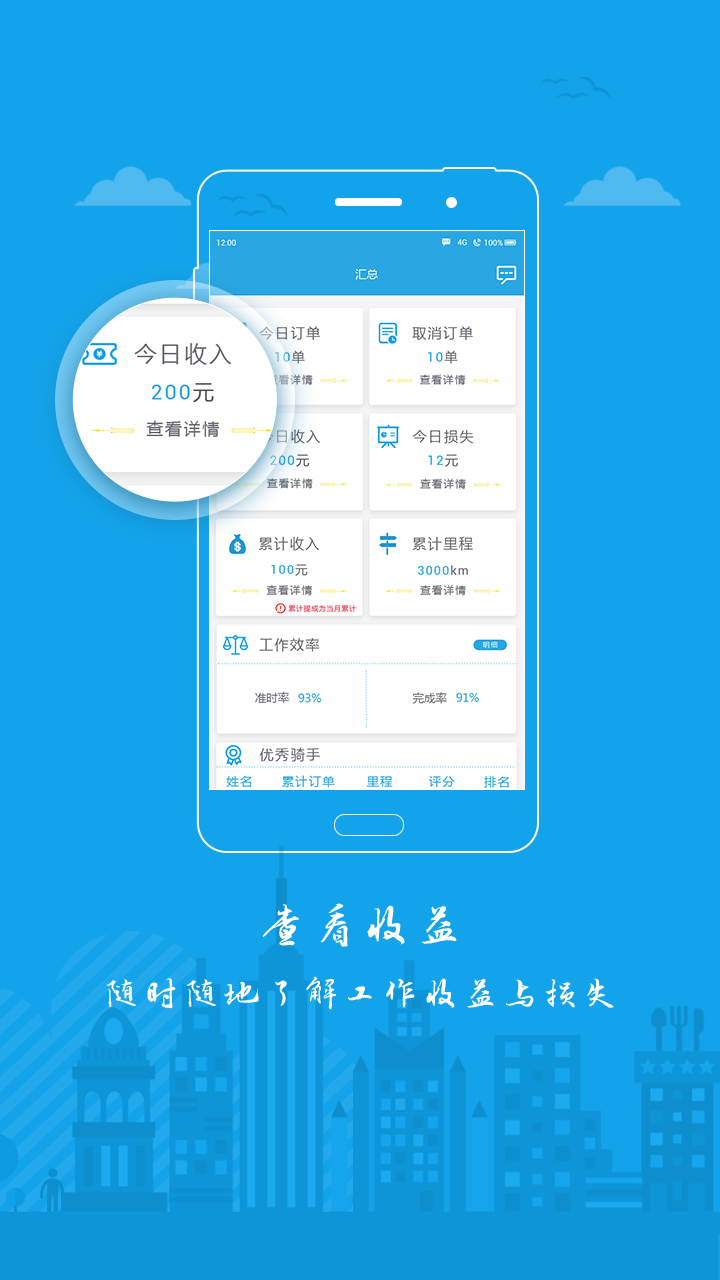 12:00 4G 100%
汇总
今日订单 取消订单
10单 10单
查看详情 查看详情
今日收入
200元
查看详情
今日收入 今日损失
200元 12元
查看详情 查看详情
累计收入 累计里程
100元 3000km
查看详情 查看详情
累计提成为当月累计
工作效率 明细
准时率 93% 完成率 91%
优秀骑手
姓名 累计订单 里程 评分 排名
查看收益
随时随地了解工作收益与损失